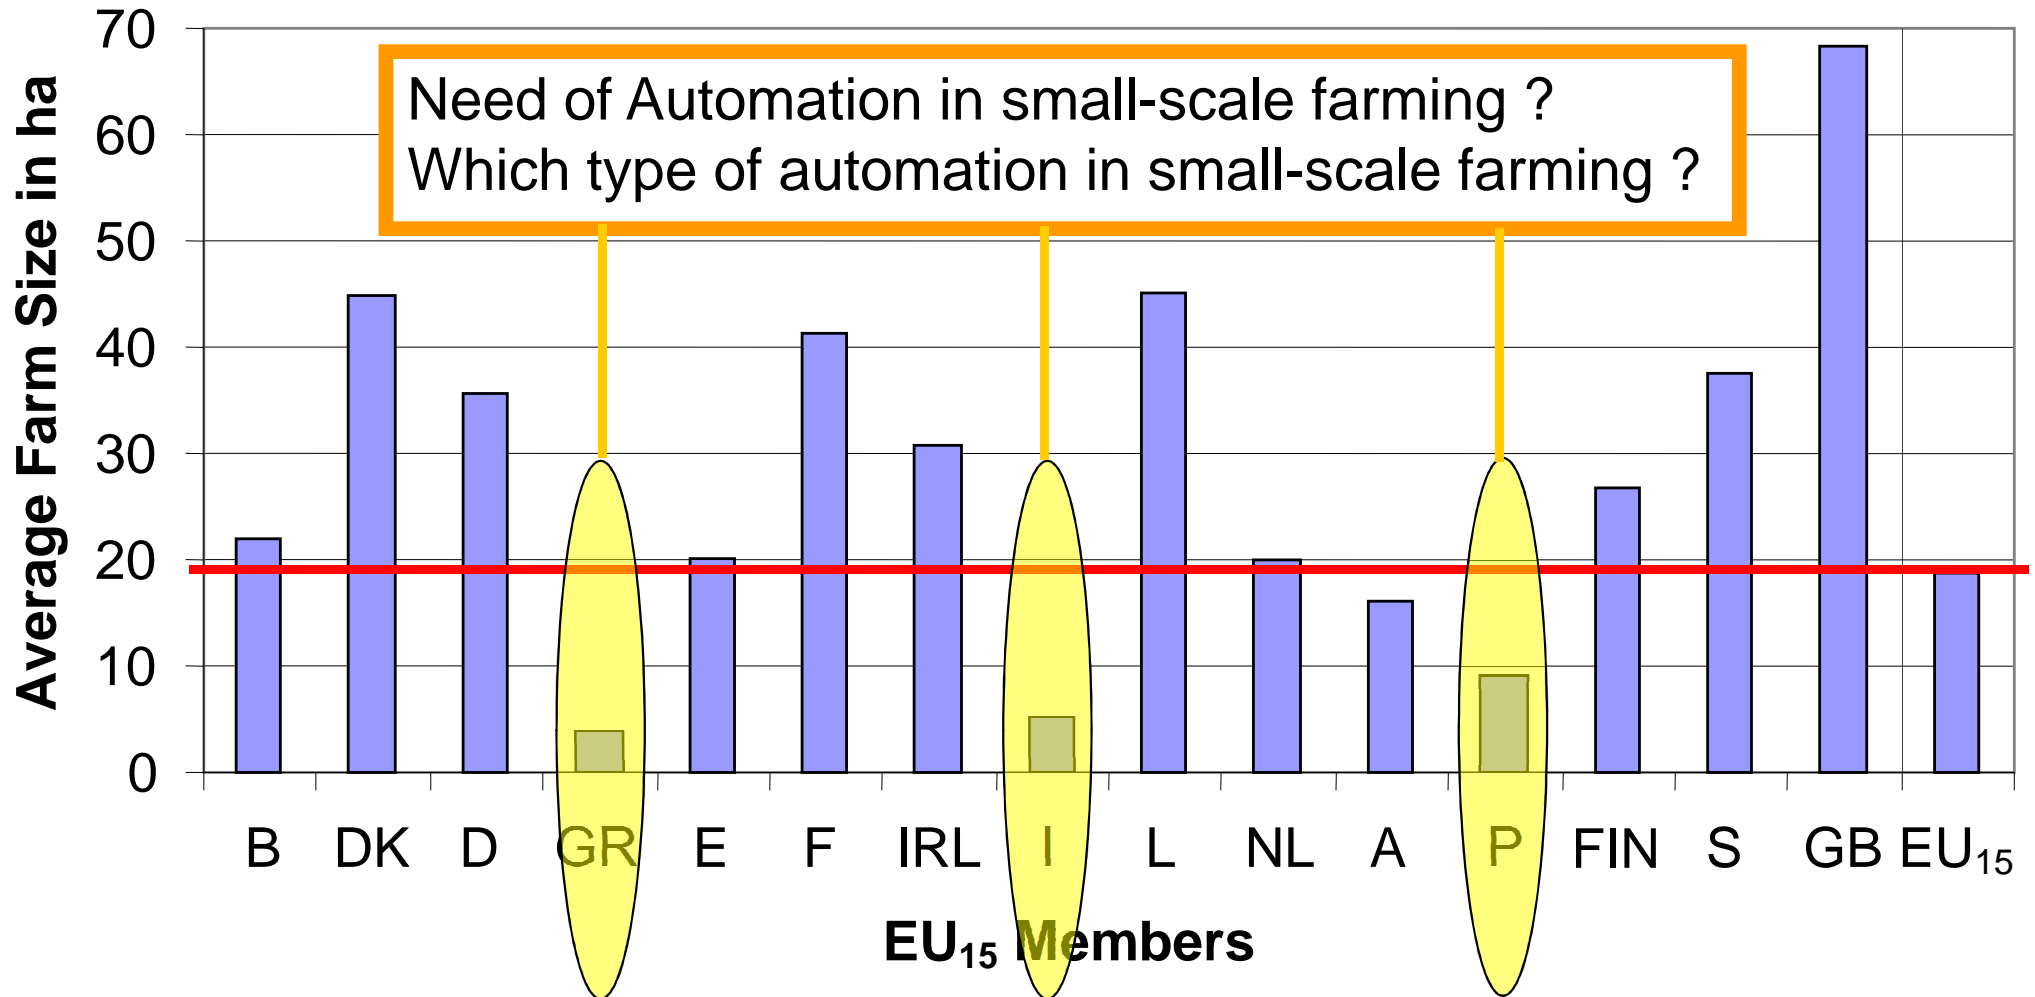 Need of Automation in small-scale farming ?
Which type of automation in small-scale farming ?
Average Farm Size in ha
70
60
50
40
30
20
10
0
B DK D GR E F IRL I L NL A P FIN S GB EU₁₅
EU₁₅ Members